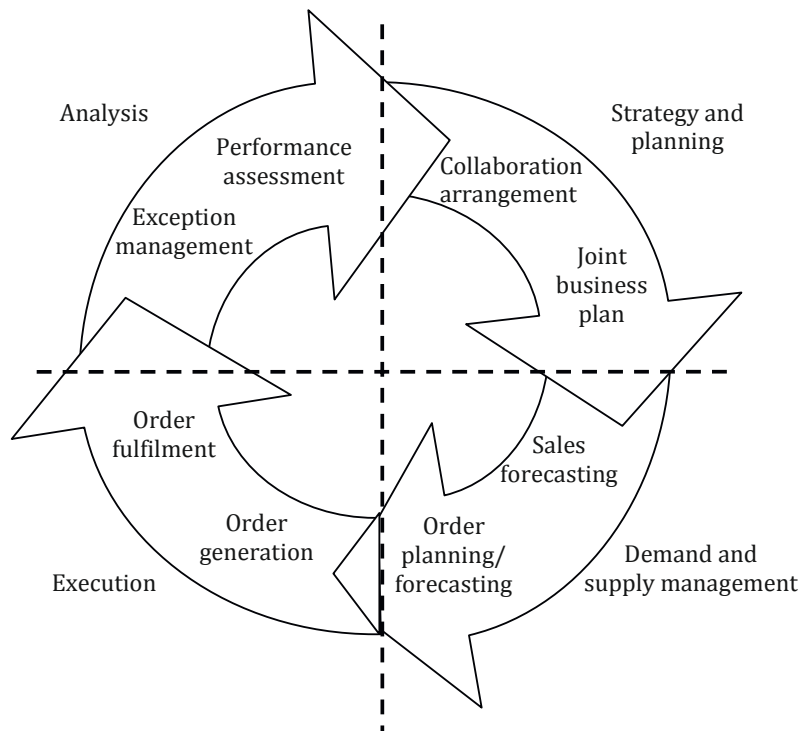 Analysis
Strategy and
planning
Performance
assessment
Collaboration
arrangement
Exception
management
Joint
business
plan
Order
fulfilment
Sales
forecasting
Order
generation
Order
planning/
forecasting
Execution
Demand and
supply management